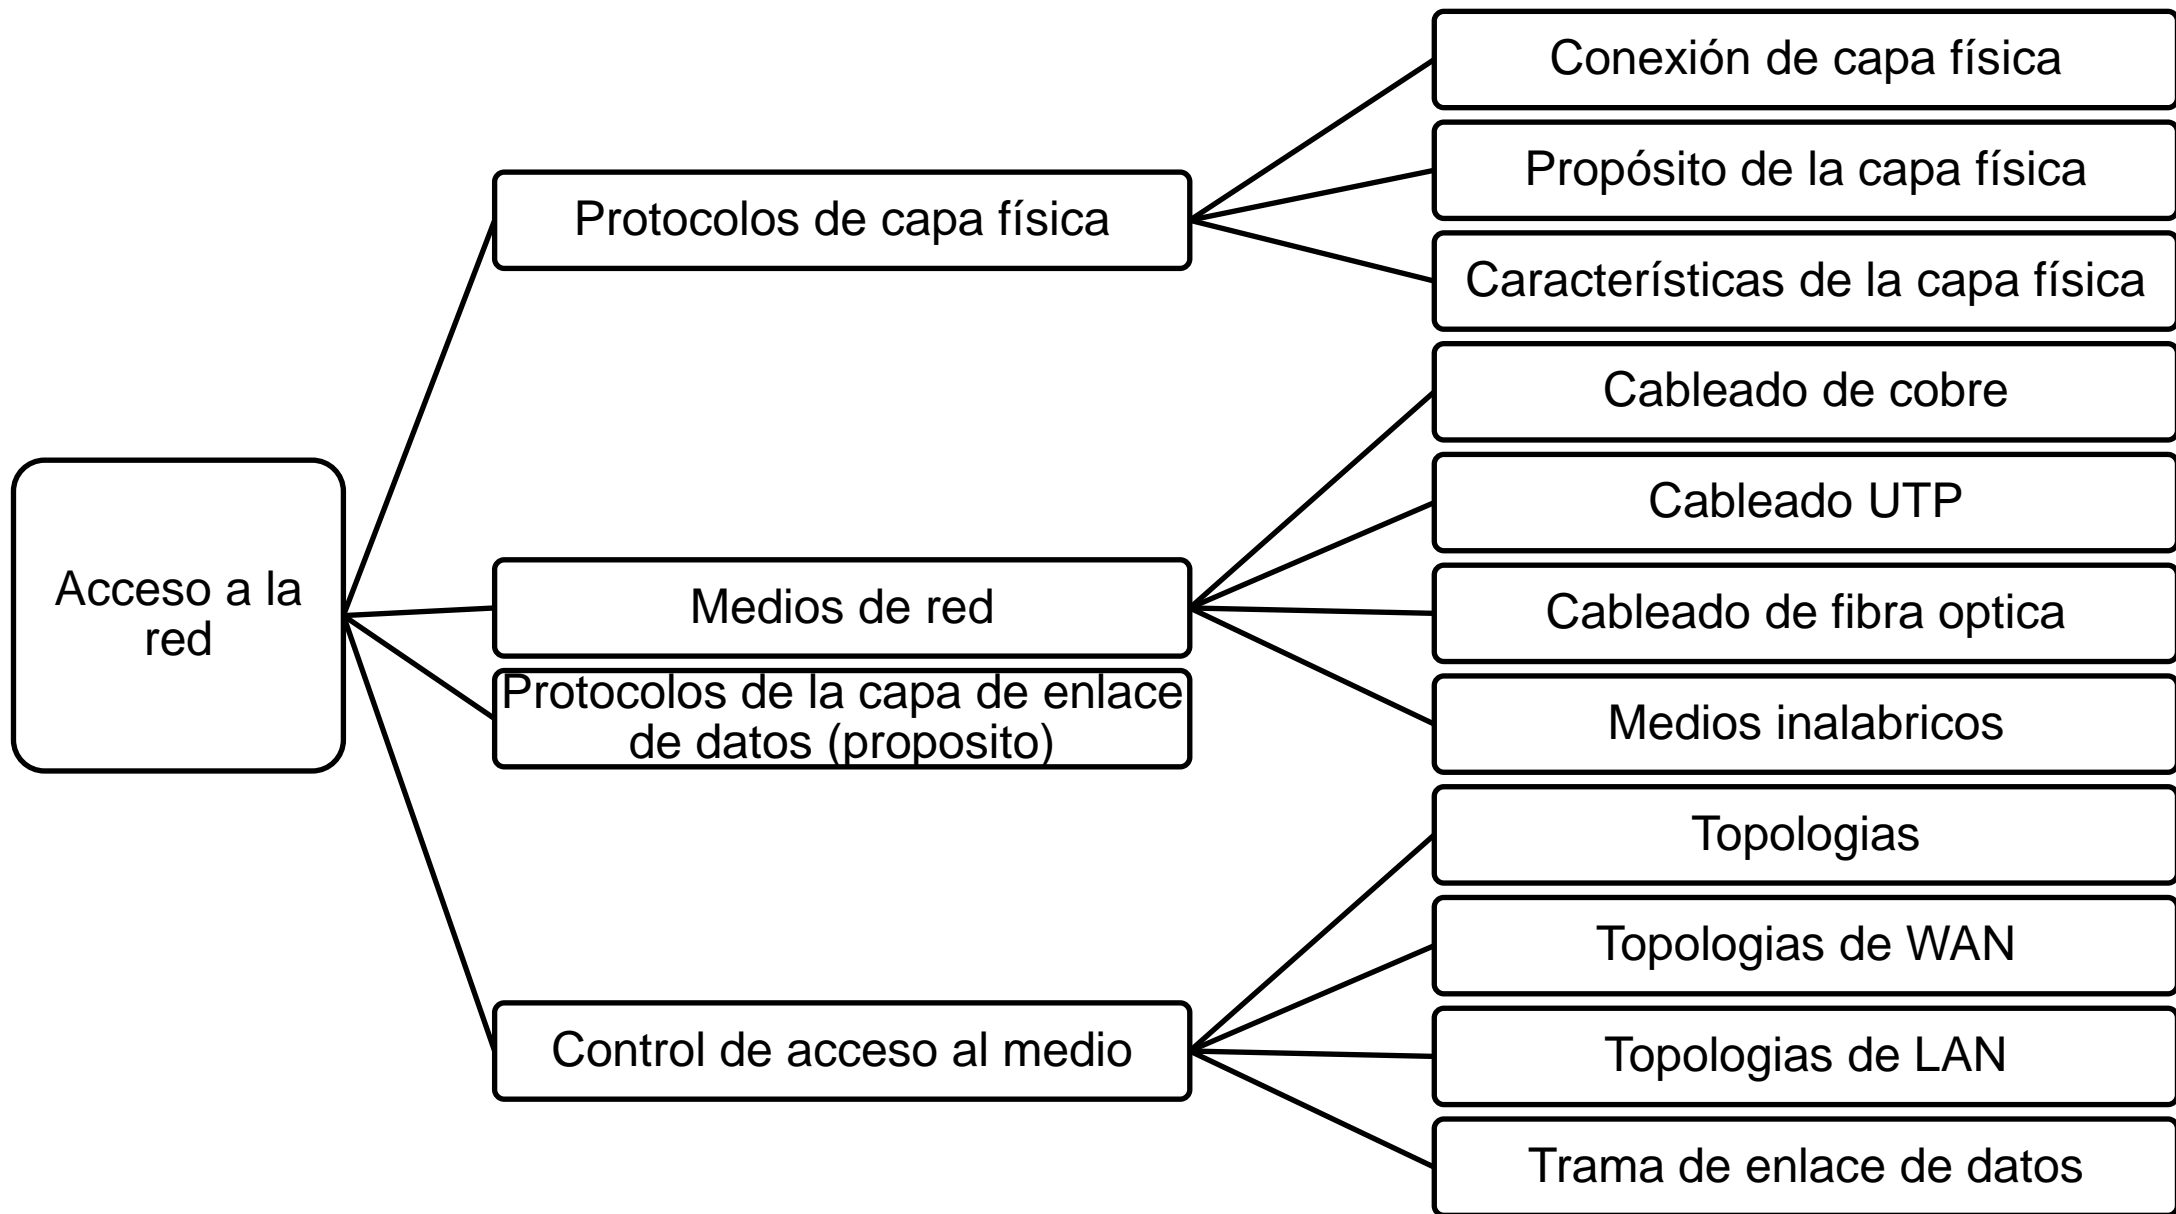 Acceso a la
red
Protocolos de capa física
Conexión de capa física
Propósito de la capa física
Características de la capa física
Medios de red
Cableado de cobre
Cableado UTP
Cableado de fibra optica
Medios inalabricos
Protocolos de la capa de enlace
de datos (proposito)
Control de acceso al medio
Topologias
Topologias de WAN
Topologias de LAN
Trama de enlace de datos